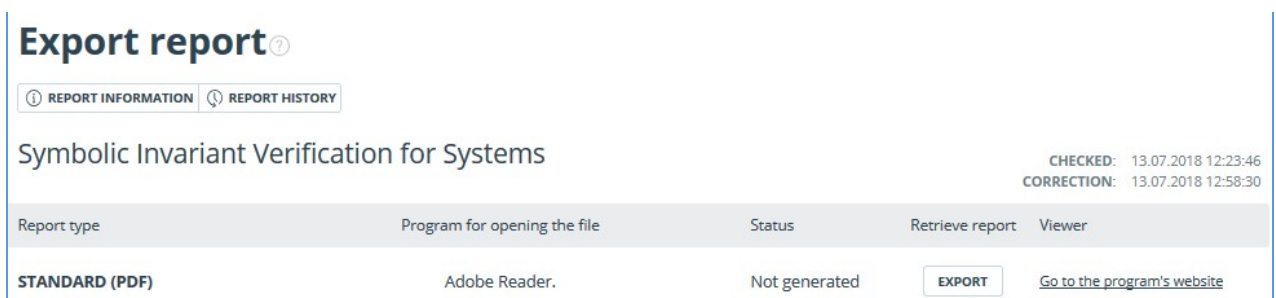 Export report ?
REPORT INFORMATION REPORT HISTORY
Symbolic Invariant Verification for Systems
CHECKED: 13.07.2018 12:23:46
CORRECTION: 13.07.2018 12:58:30
Report type Program for opening the file Status Retrieve report Viewer
STANDARD (PDF) Adobe Reader. Not generated EXPORT Go to the program's website